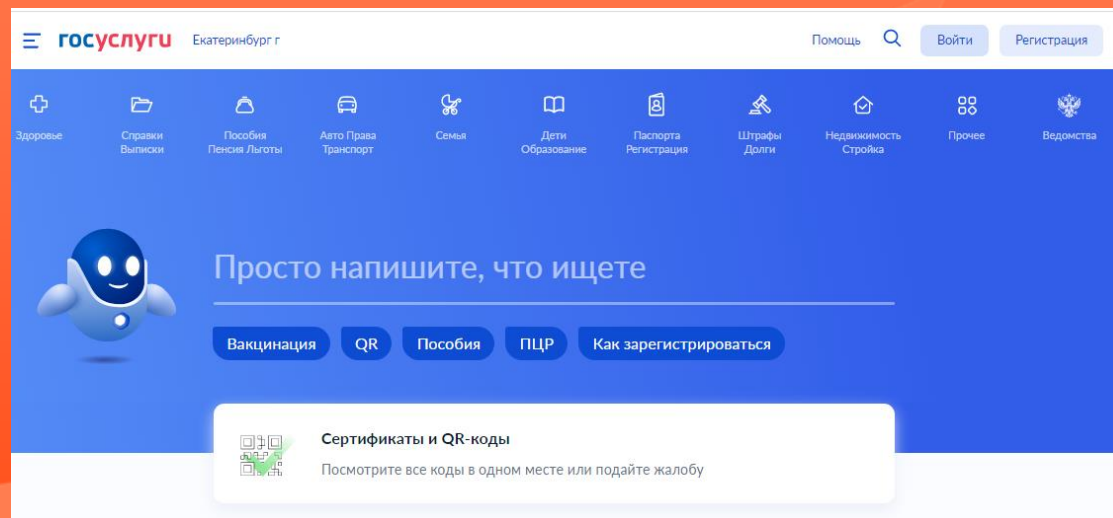 госуслуги Екатеринбург г Помощь Войти Регистрация
Здоровье
Справки
Выписки
Пособия
Пенсия Льготы
Авто Права
Транспорт
Семья
Дети
Образование
Паспорта
Регистрация
Штрафы
Долги
Недвижимость
Стройка
Прочее
Ведомства
Просто напишите, что ищете
Вакцинация QR Пособия ПЦР Как зарегистрироваться
Сертификаты и QR-коды
Посмотрите все коды в одном месте или подайте жалобу